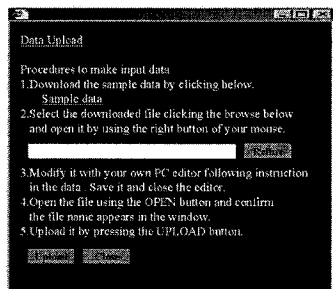 Data Upload
Procedures to make input data
1.Download the sample data by clicking below.
Sample data
2.Select the downloaded file clicking the browse below
and open it by using the right button of your mouse.
3.Modify it with your own PC editor following instruction
in the data . Save it and close the editor.
4.Open the file using the OPEN button and confirm
the file name appears in the window.
5.Upload it by pressing the UPLOAD button.